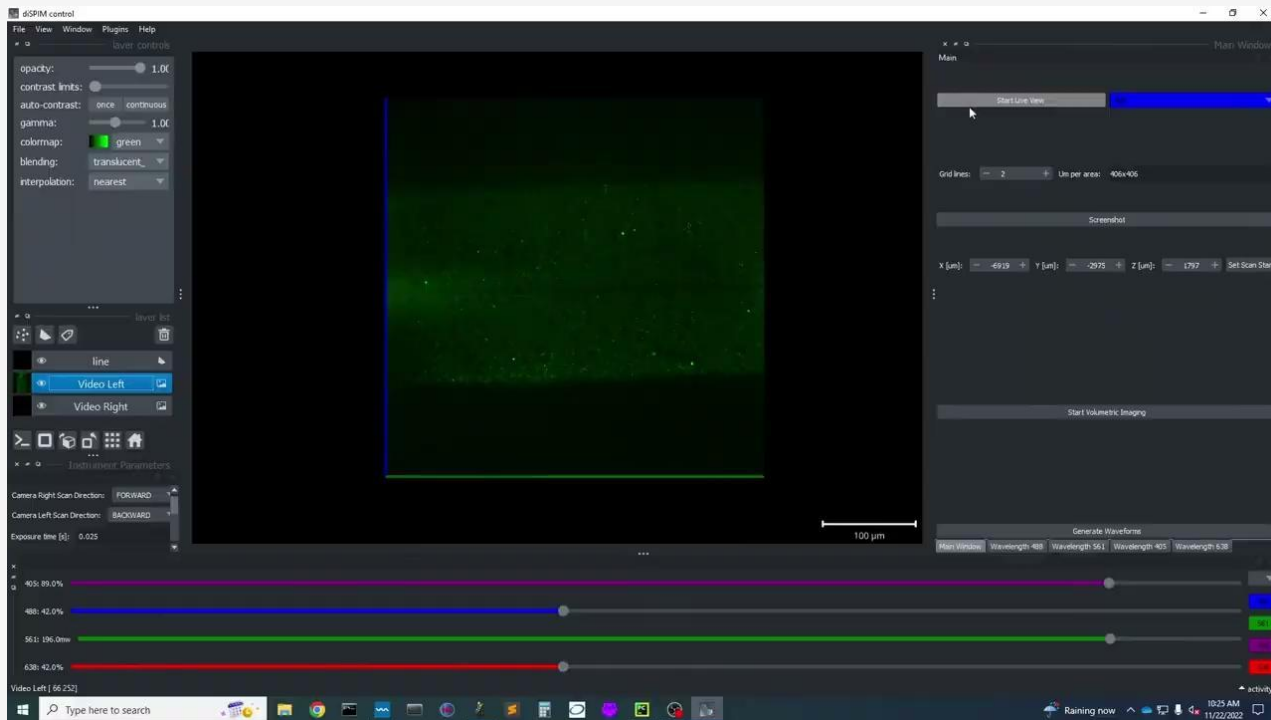 diSPIM control
File View Window Plugins Help
layer controls
opacity: 1.0(
contrast limits:
auto-contrast: once continuous
gamma: 1.0(
colormap: green
blending: translucent_
interpolation: nearest
layer list
line
Video Left
Video Right
Instrument Parameters
Camera Right Scan Direction: FORWARD
Camera Left Scan Direction: BACKWARD
Exposure time [s]: 0.025
100 µm
Main Window
Main
Start Live View
Grid lines: 2 Um per area: 406x406
Screenshot
X [um]: -6919 Y [um]: -2975 Z [um]: 1797 Set Scan Star
Start Volumetric Imaging
Generate Waveforms
Main Window Wavelength 488 Wavelength 561 Wavelength 405 Wavelength 638
405: 89.0%
488: 42.0%
561: 196.0mw
561
638: 42.0%
Video Left [ 66 252]
activity
Type here to search
Raining now
10:25 AM
11/22/2022